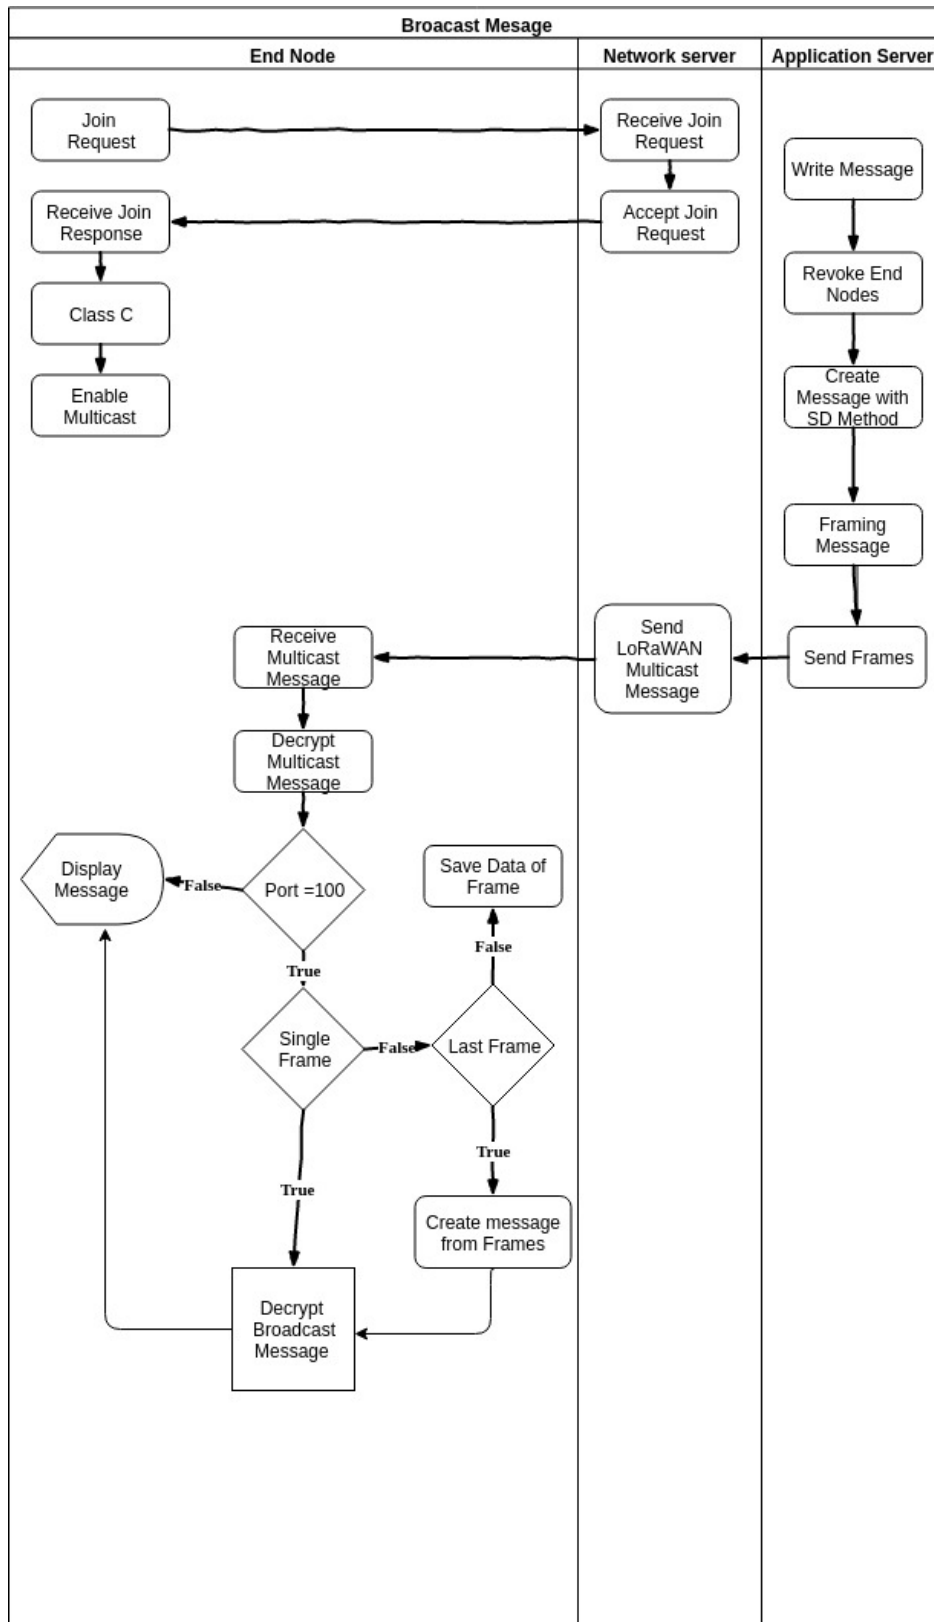 Broacast Mesage
End Node
Network server
Application Server
Join
Request
Receive Join
Request
Write Message
Receive Join
Response
Accept Join
Request
Revoke End
Nodes
Class C
Create
Message with
SD Method
Enable
Multicast
Framing
Message
Receive
Multicast
Message
Send
LoRaWAN
Multicast
Message
Send Frames
Decrypt
Multicast
Message
Display
Message
False
Port =100
Save Data of
Frame
False
True
Single
Frame
False
Last Frame
True
True
Create message
from Frames
Decrypt
Broadcast
Message